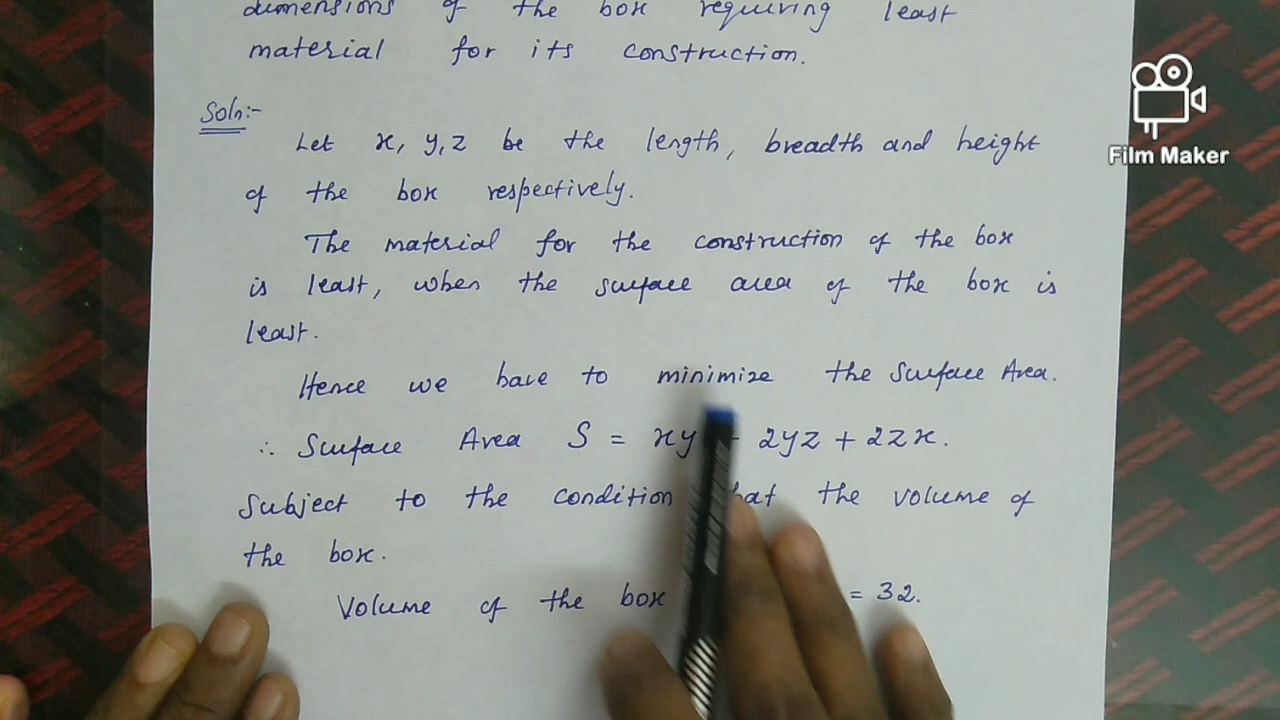 dimensions of the box requiring least
material for its construction.
Soln:-
Let x, y, z be the length, breadth and height
of the box respectively.
The material for the construction of the box
is least, when the surface area of the box is
least.
Hence we have to minimize the Surface Area.
∴ Surface Area S = xy + 2yz + 2zx.
Subject to the condition that the volume of
the box.
Volume of the box = 32.
Film Maker